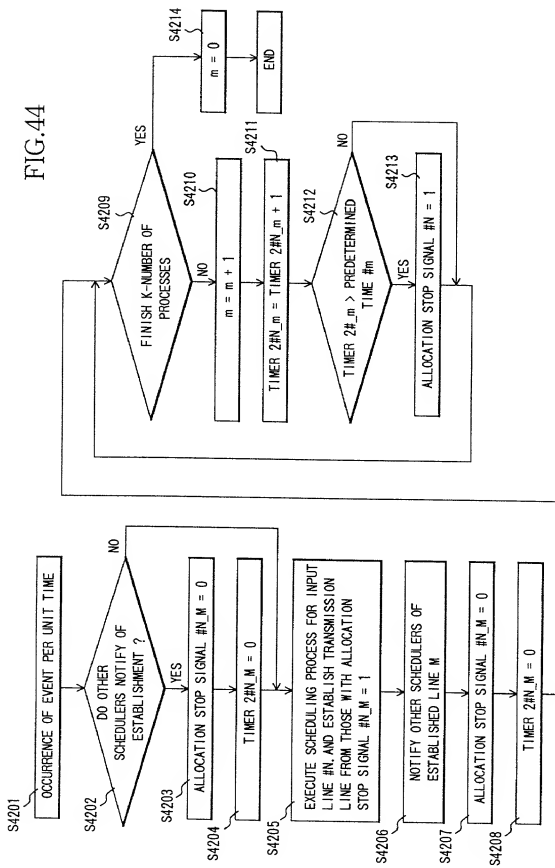 FIG.44
S4201
OCCURRENCE OF EVENT PER UNIT TIME
S4202
DO OTHER
SCHEDULERS NOTIFY OF
ESTABLISHMENT ?
NO
YES
S4203
ALLOCATION STOP SIGNAL #N_M = 0
S4204
TIMER 2#N_M = 0
S4205
EXECUTE SCHEDULING PROCESS FOR INPUT
LINE #N, AND ESTABLISH TRANSMISSION
LINE FROM THOSE WITH ALLOCATION
STOP SIGNAL #N_M = 1
S4206
NOTIFY OTHER SCHEDULERS OF
ESTABLISHED LINE M
S4207
ALLOCATION STOP SIGNAL #N_M = 0
S4208
TIMER 2#N_M = 0
S4209
FINISH K-NUMBER OF
PROCESSES
YES
NO
S4214
m = 0
END
S4210
m = m + 1
S4211
TIMER 2#N_m = TIMER 2#N_m + 1
S4212
TIMER 2#_m > PREDETERMINED
TIME #m
NO
YES
S4213
ALLOCATION STOP SIGNAL #N = 1